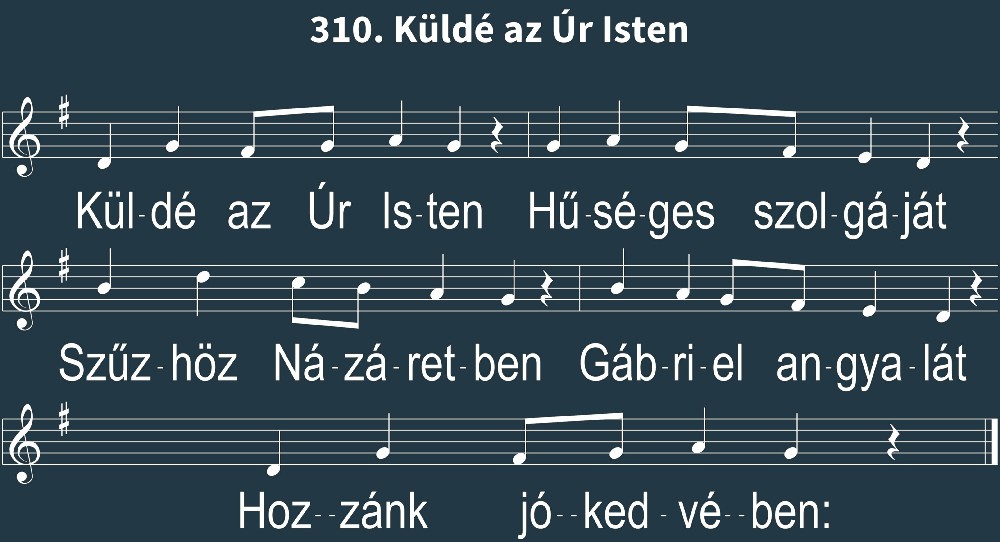 310. Küldé az Úr Isten
Kül-dé az Úr Is-ten Hű-sé-ges szol-gá-ját
Szűz-höz Ná-zá-ret-ben Gáb-ri-el an-gya-lát
Hoz--zánk jó--ked-vé--ben: